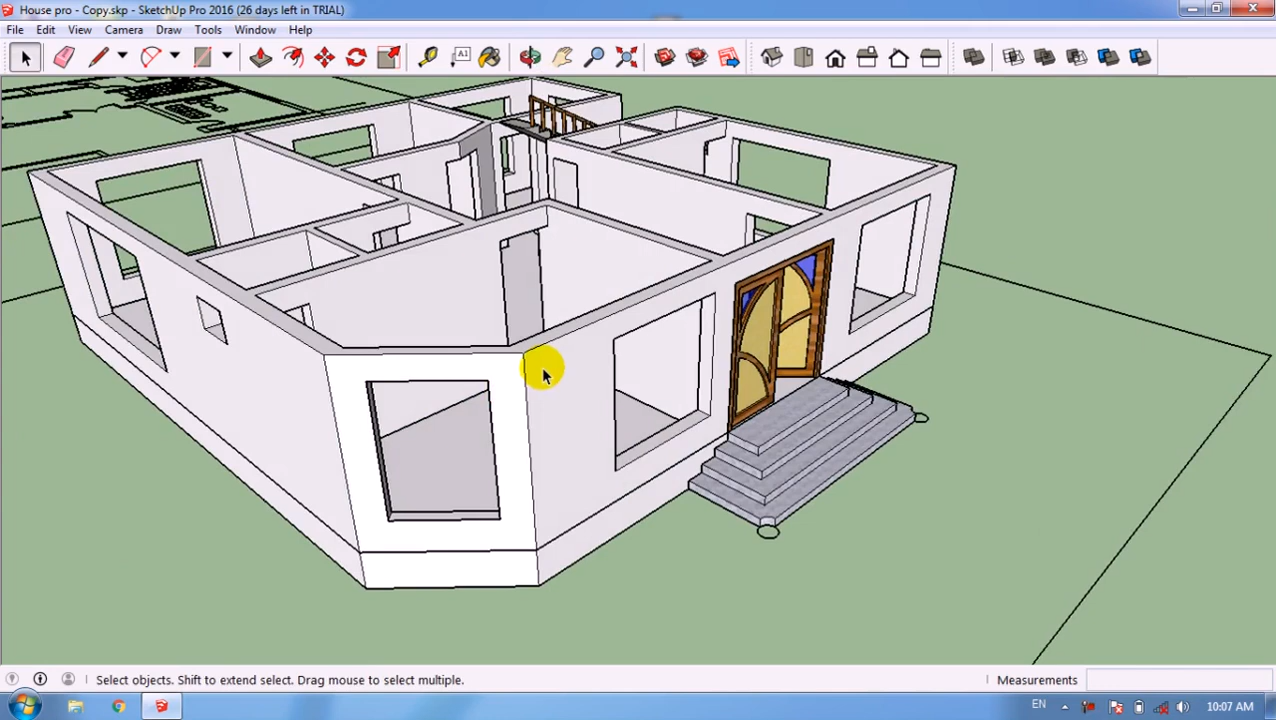 House pro - Copy.skp - SketchUp Pro 2016 (26 days left in TRIAL)
File Edit View Camera Draw Tools Window Help
A1
Select objects. Shift to extend select. Drag mouse to select multiple.
Measurements
EN
10:07 AM